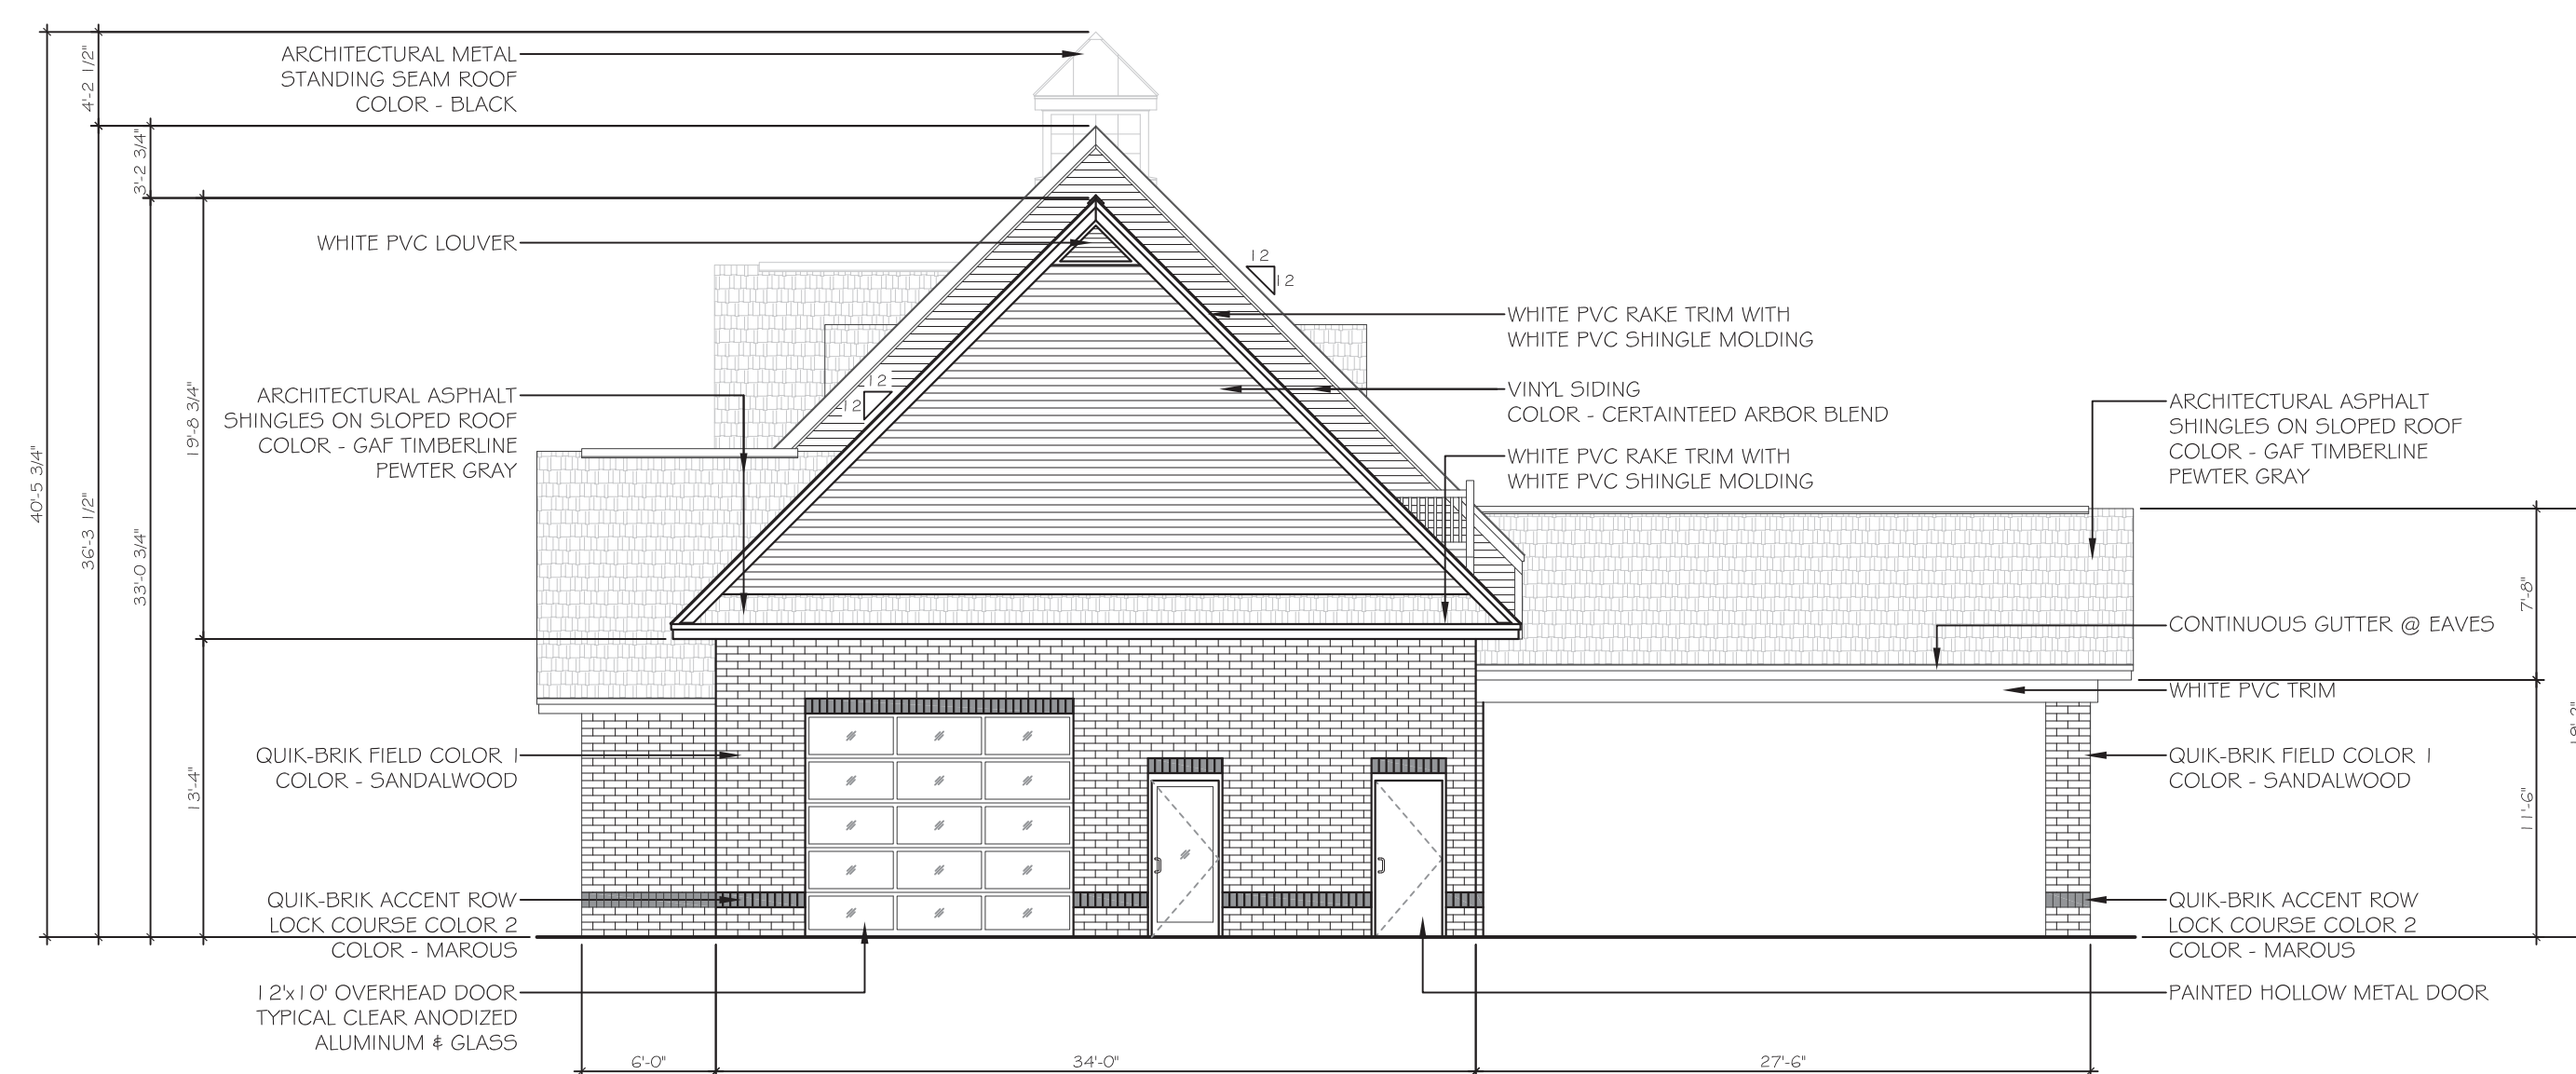 ARCHITECTURAL METAL
STANDING SEAM ROOF
COLOR - BLACK
WHITE PVC LOUVER
ARCHITECTURAL ASPHALT
SHINGLES ON SLOPED ROOF
COLOR - GAF TIMBERLINE
PEWTER GRAY
QUIK-BRIK FIELD COLOR 1
COLOR - SANDALWOOD
QUIK-BRIK ACCENT ROW
LOCK COURSE COLOR 2
COLOR - MAROUS
12'x10' OVERHEAD DOOR
TYPICAL CLEAR ANODIZED
ALUMINUM & GLASS
4'-2 1/2"
3'-2 3/4"
19'-8 3/4"
40'-5 3/4"
36'-3 1/2"
33'-0 3/4"
13'-4"
12
12
12
12
WHITE PVC RAKE TRIM WITH
WHITE PVC SHINGLE MOLDING
VINYL SIDING
COLOR - CERTAINTEED ARBOR BLEND
WHITE PVC RAKE TRIM WITH
WHITE PVC SHINGLE MOLDING
ARCHITECTURAL ASPHALT
SHINGLES ON SLOPED ROOF
COLOR - GAF TIMBERLINE
PEWTER GRAY
CONTINUOUS GUTTER @ EAVES
WHITE PVC TRIM
QUIK-BRIK FIELD COLOR 1
COLOR - SANDALWOOD
QUIK-BRIK ACCENT ROW
LOCK COURSE COLOR 2
COLOR - MAROUS
PAINTED HOLLOW METAL DOOR
7'-8"
11'-6"
6'-0"
34'-0"
27'-6"